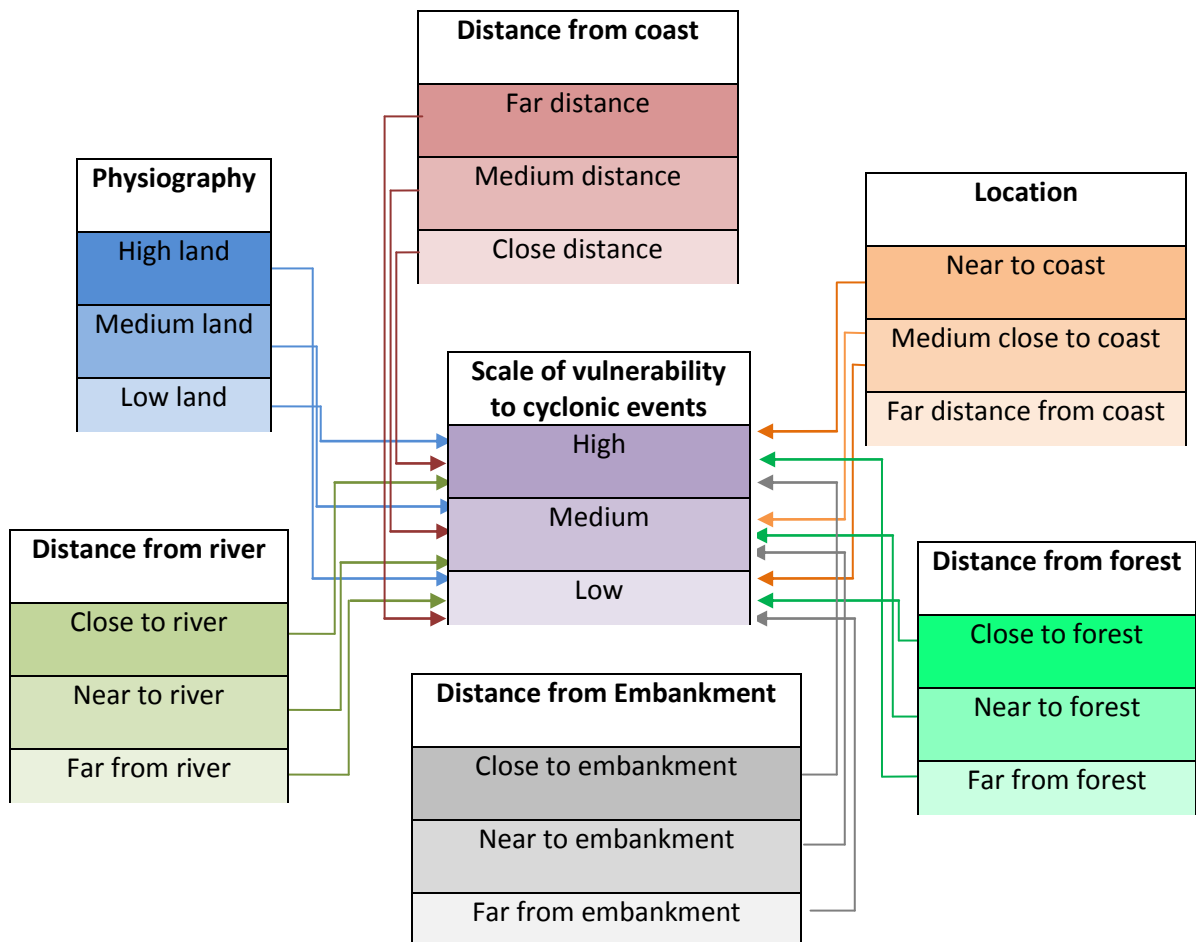 Distance from coast
Far distance
Medium distance
Close distance
Physiography
High land
Medium land
Low land
Location
Near to coast
Medium close to coast
Far distance from coast
Scale of vulnerability
to cyclonic events
High
Medium
Low
Distance from river
Close to river
Near to river
Far from river
Distance from forest
Close to forest
Near to forest
Far from forest
Distance from Embankment
Close to embankment
Near to embankment
Far from embankment